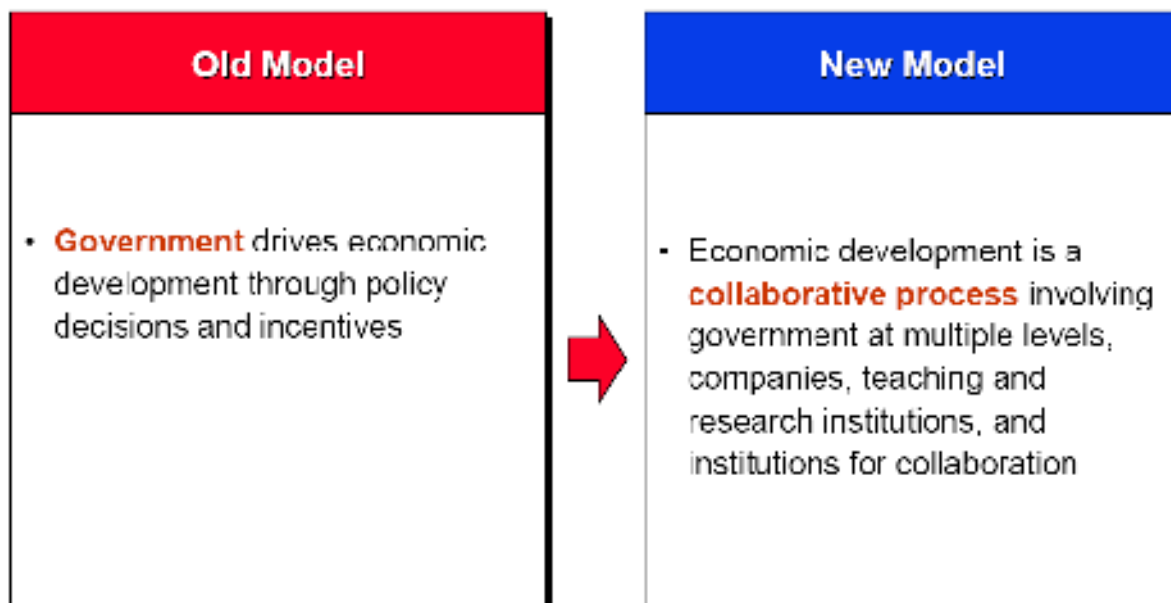 Old Model
• Government drives economic
development through policy
decisions and incentives
New Model
• Economic development is a
collaborative process involving
government at multiple levels,
companies, teaching and
research institutions, and
institutions for collaboration